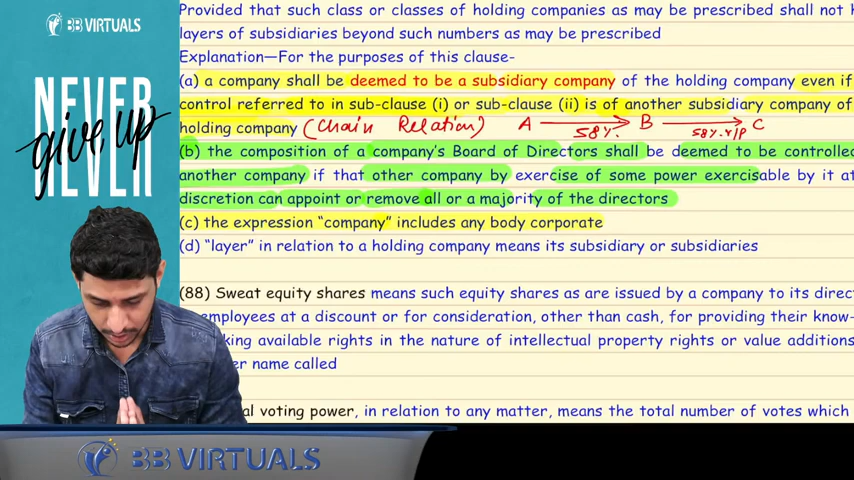 BB VIRTUALS
NEVER
give up
NEVER
Provided that such class or classes of holding companies as may be prescribed shall not
layers of subsidiaries beyond such numbers as may be prescribed
Explanation—For the purposes of this clause-
(a) a company shall be deemed to be a subsidiary company of the holding company even if
control referred to in sub-clause (i) or sub-clause (ii) is of another subsidiary company of
holding company (Chain Relation) A 58%. B 58%. v/p C
(b) the composition of a company's Board of Directors shall be deemed to be controlled
another company if that other company by exercise of some power exercisable by it at
discretion can appoint or remove all or a majority of the directors
(c) the expression "company" includes any body corporate
(d) "layer" in relation to a holding company means its subsidiary or subsidiaries
(88) Sweat equity shares means such equity shares as are issued by a company to its
employees at a discount or for consideration, other than cash, for providing their know-
available rights in the nature of intellectual property rights or value additions
name called
voting power, in relation to any matter, means the total number of votes which
BB VIRTUALS